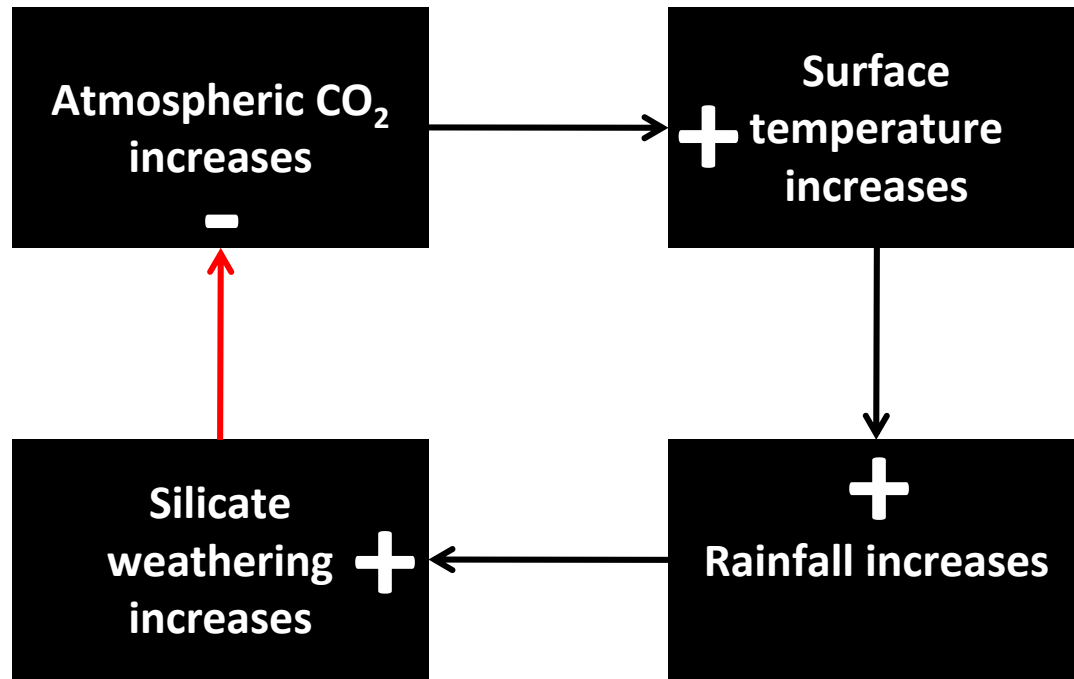 Atmospheric CO₂
increases
-
+
Surface
temperature
increases
+
Rainfall increases
Silicate
weathering
increases
+